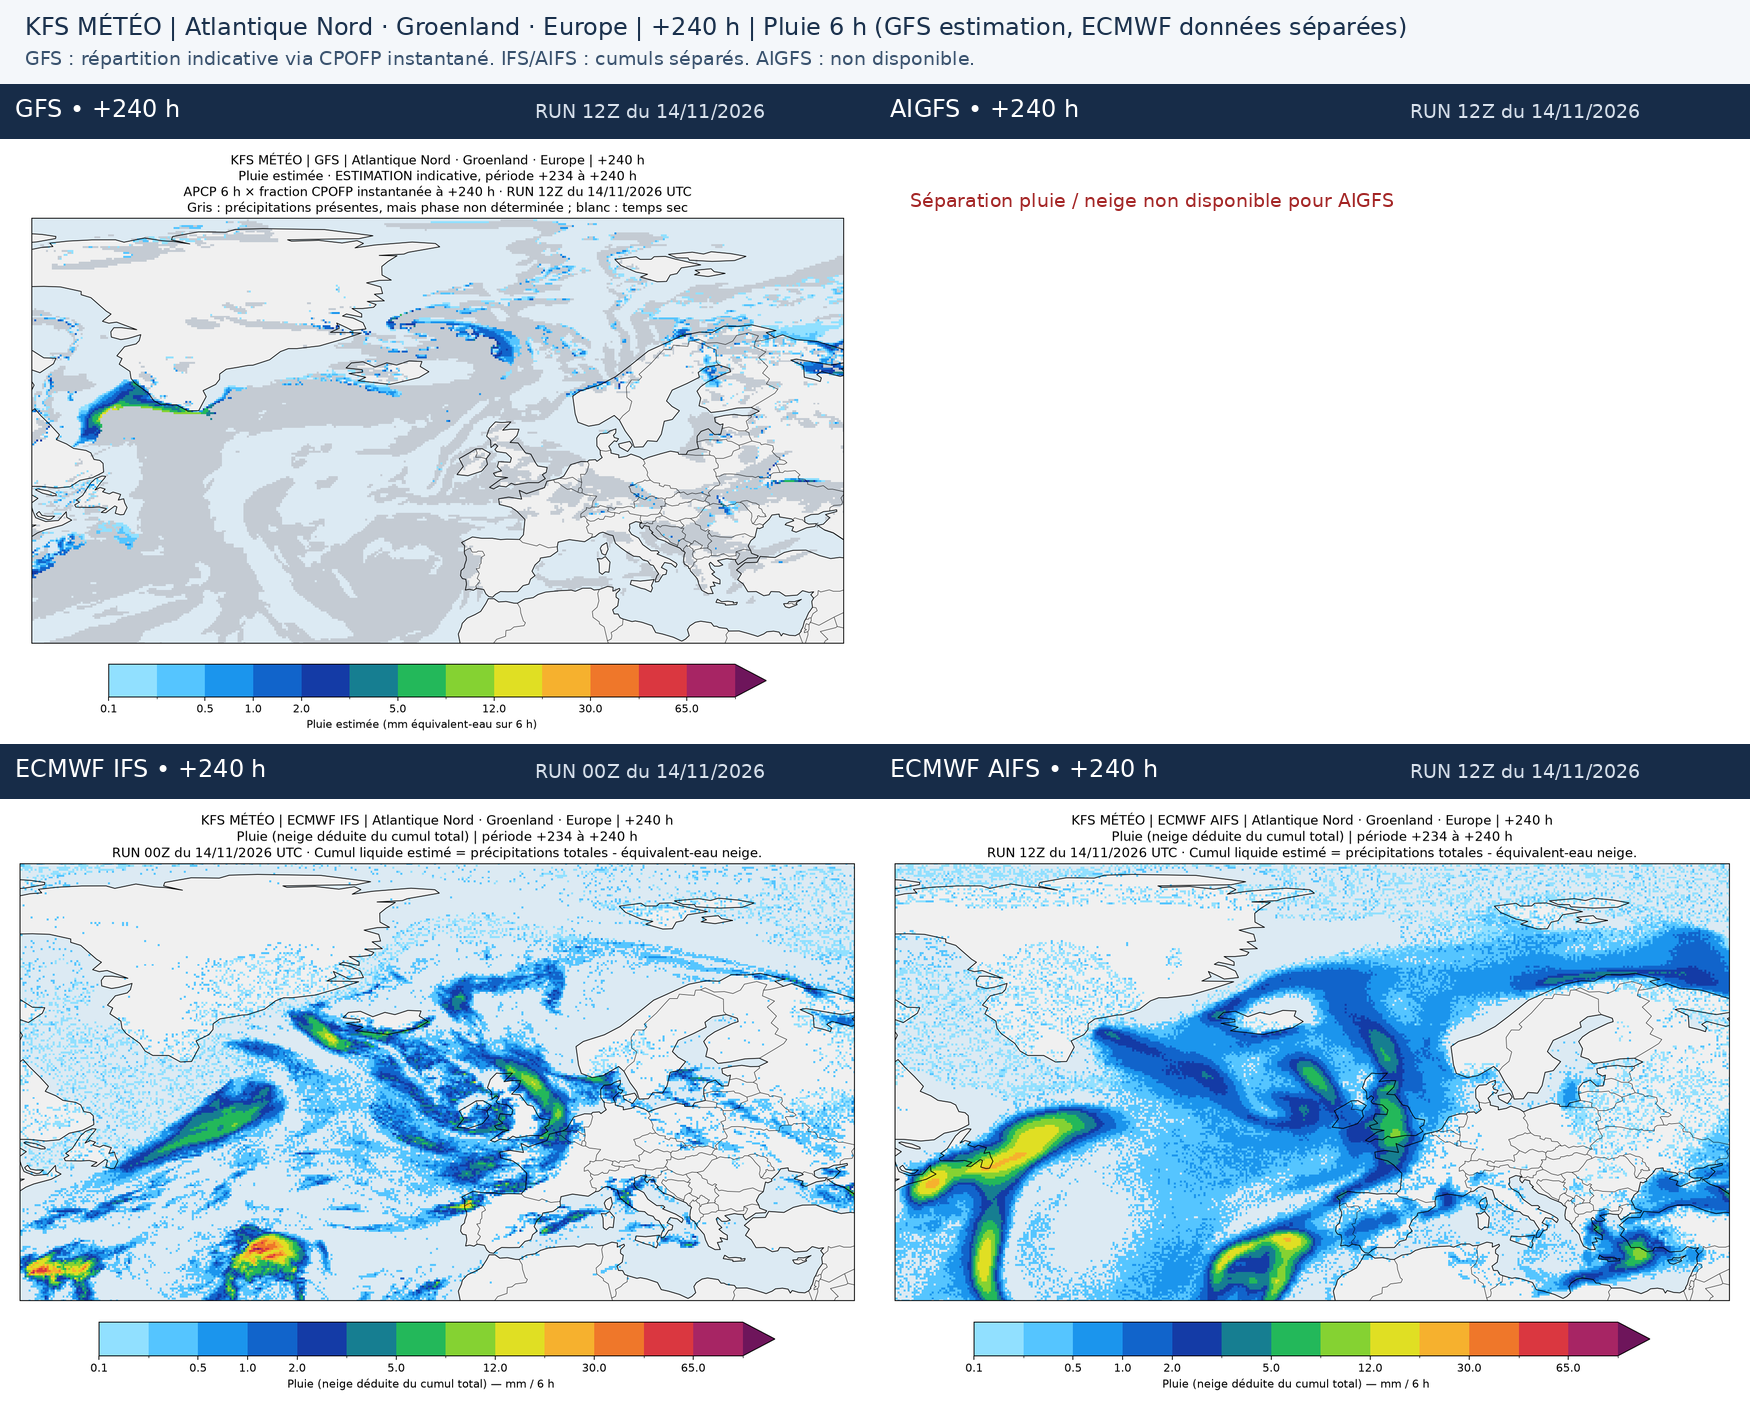 KFS MÉTÉO | Atlantique Nord · Groenland · Europe | +240 h | Pluie 6 h (GFS estimation, ECMWF données séparées)
GFS : répartition indicative via CPOFP instantané. IFS/AIFS : cumuls séparés. AIGFS : non disponible.
GFS • +240 h
RUN 12Z du 14/11/2026
AIGFS • +240 h
RUN 12Z du 14/11/2026
KFS MÉTÉO | GFS | Atlantique Nord · Groenland · Europe | +240 h
Pluie estimée · ESTIMATION indicative, période +234 à +240 h
APCP 6 h × fraction CPOFP instantanée à +240 h · RUN 12Z du 14/11/2026 UTC
Gris : précipitations présentes, mais phase non déterminée ; blanc : temps sec
Séparation pluie / neige non disponible pour AIGFS
0.1 0.5 1.0 2.0 5.0 12.0 30.0 65.0
Pluie estimée (mm équivalent-eau sur 6 h)
ECMWF IFS • +240 h
RUN 00Z du 14/11/2026
ECMWF AIFS • +240 h
RUN 12Z du 14/11/2026
KFS MÉTÉO | ECMWF IFS | Atlantique Nord · Groenland · Europe | +240 h
Pluie (neige déduite du cumul total) | période +234 à +240 h
RUN 00Z du 14/11/2026 UTC · Cumul liquide estimé = précipitations totales - équivalent-eau neige.
0.1 0.5 1.0 2.0 5.0 12.0 30.0 65.0
Pluie (neige déduite du cumul total) — mm / 6 h
KFS MÉTÉO | ECMWF AIFS | Atlantique Nord · Groenland · Europe | +240 h
Pluie (neige déduite du cumul total) | période +234 à +240 h
RUN 12Z du 14/11/2026 UTC · Cumul liquide estimé = précipitations totales - équivalent-eau neige.
0.1 0.5 1.0 2.0 5.0 12.0 30.0 65.0
Pluie (neige déduite du cumul total) — mm / 6 h